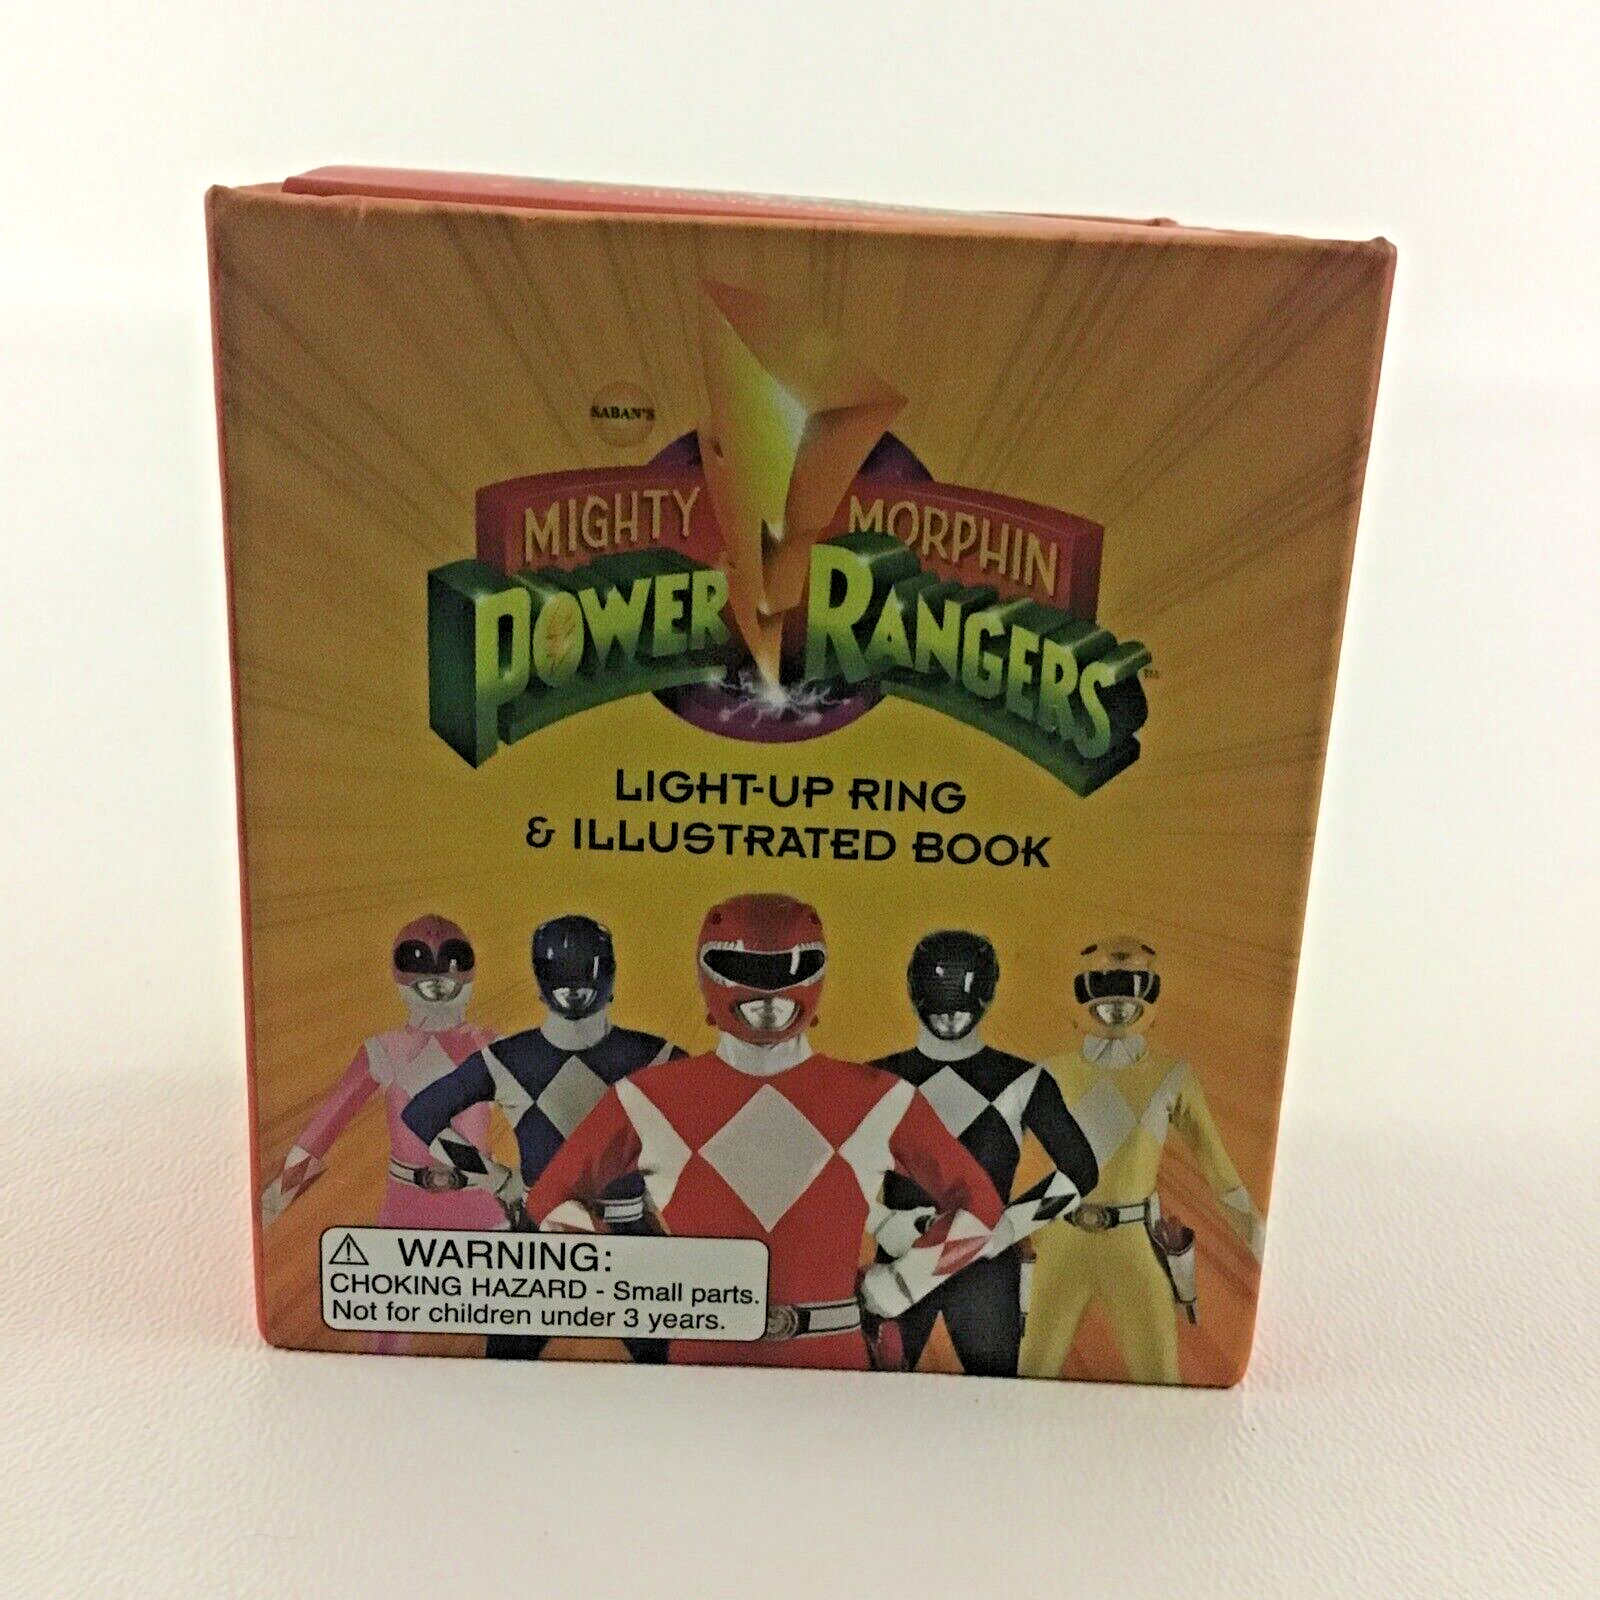 SABAN'S
MIGHTY MORPHIN
POWER RANGERS™
LIGHT-UP RING
& ILLUSTRATED BOOK
WARNING:
CHOKING HAZARD - Small parts.
Not for children under 3 years.